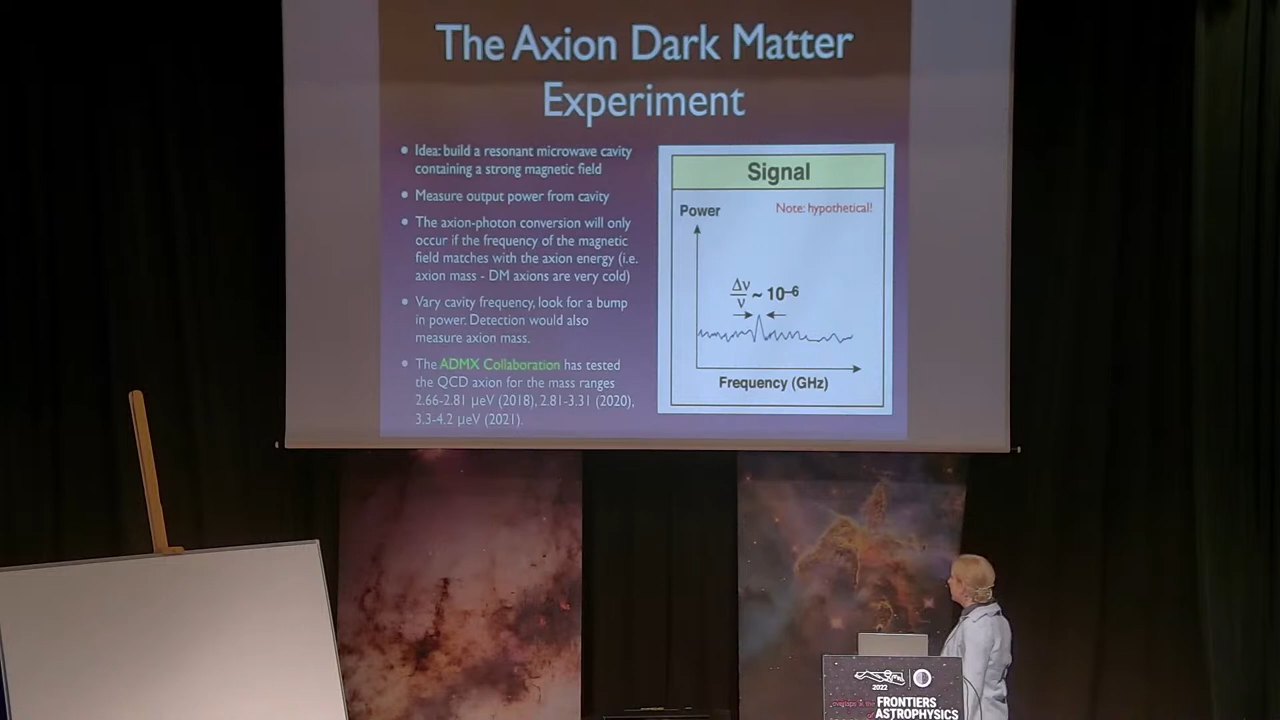 The Axion Dark Matter
Experiment
• Idea: build a resonant microwave cavity
containing a strong magnetic field
• Measure output power from cavity
• The axion-photon conversion will only
occur if the frequency of the magnetic
field matches with the axion energy (i.e.
axion mass - DM axions are very cold)
• Vary cavity frequency, look for a bump
in power. Detection would also
measure axion mass.
• The ADMX Collaboration has tested
the QCD axion for the mass ranges
2.66-2.81 μeV (2018), 2.81-3.31 (2020),
3.3-4.2 μeV (2021).
Signal
Power
Note: hypothetical!
Δν/ν ~ 10⁻⁶
Frequency (GHz)
2022
FRONTIERS
ASTROPHYSICS